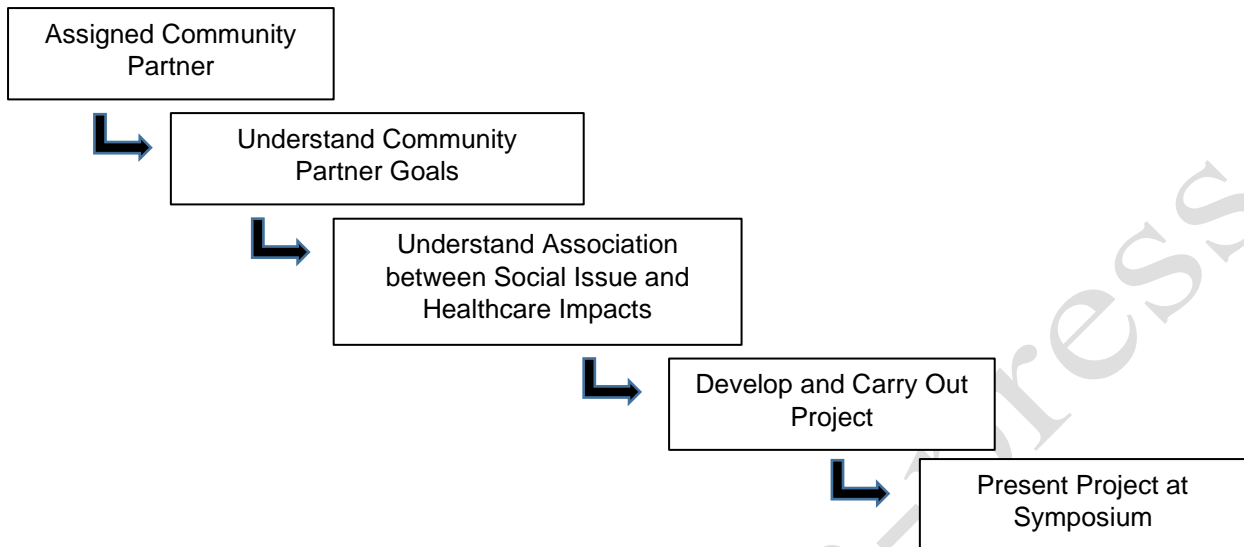 Assigned Community
Partner
Understand Community
Partner Goals
Understand Association
between Social Issue and
Healthcare Impacts
Develop and Carry Out
Project
Present Project at
Symposium